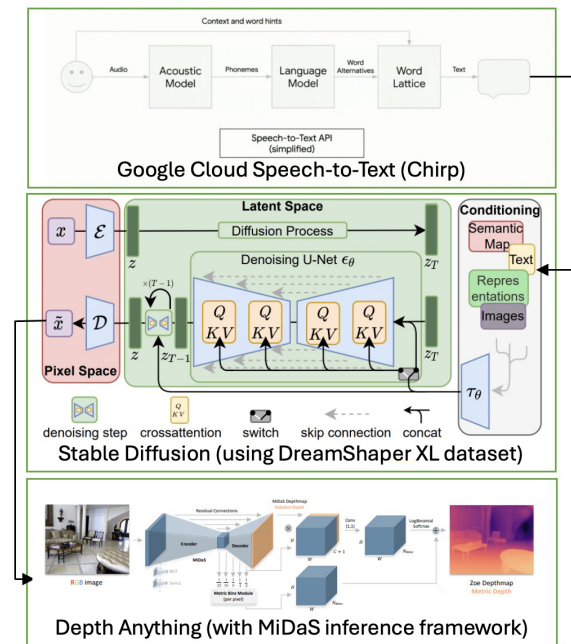 Context and word hints
Audio
Acoustic
Model
Phonemes
Language
Model
Word
Alternatives
Word
Lattice
Text
Speech-to-Text API
(simplified)
Google Cloud Speech-to-Text (Chirp)
Latent Space
Conditioning
Semantic
Map
Text
Repres
entations
Images
x
ℰ
z
Diffusion Process
z_T
Denoising U-Net ϵ_θ
×(T−1)
Q
KV
Q
KV
Q
KV
Q
KV
x̃
𝒟
z
z_{T−1}
z_T
τ_θ
Pixel Space
Q
KV
denoising step
crossattention
switch
skip connection
concat
Stable Diffusion (using DreamShaper XL dataset)
Residual Connections
MiDaS Depthmap
Relative depth
Encoder
Decoder
MiDaS
H
W
C + 1
Conv
[1,1]
H
W
N_bins
LogBinomial
Softmax
Metric Bins Module
(per pixel)
H
W
N_bins
RGB image
Zoe Depthmap
Metric Depth
Depth Anything (with MiDaS inference framework)